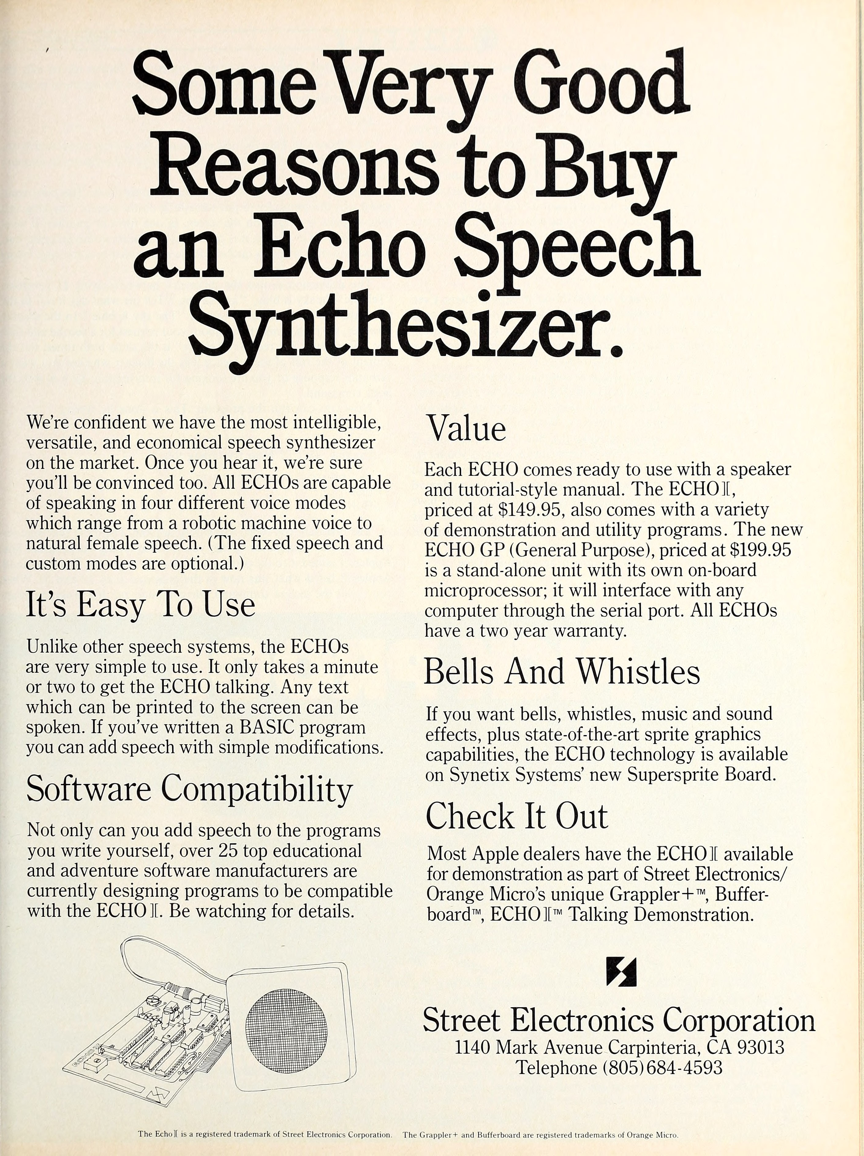 Some Very Good
Reasons to Buy
an Echo Speech
Synthesizer.
We're confident we have the most intelligible,
versatile, and economical speech synthesizer
on the market. Once you hear it, we're sure
you'll be convinced too. All ECHOs are capable
of speaking in four different voice modes
which range from a robotic machine voice to
natural female speech. (The fixed speech and
custom modes are optional.)
It's Easy To Use
Unlike other speech systems, the ECHOs
are very simple to use. It only takes a minute
or two to get the ECHO talking. Any text
which can be printed to the screen can be
spoken. If you've written a BASIC program
you can add speech with simple modifications.
Software Compatibility
Not only can you add speech to the programs
you write yourself, over 25 top educational
and adventure software manufacturers are
currently designing programs to be compatible
with the ECHO ][. Be watching for details.
Value
Each ECHO comes ready to use with a speaker
and tutorial-style manual. The ECHO ][,
priced at $149.95, also comes with a variety
of demonstration and utility programs. The new
ECHO GP (General Purpose), priced at $199.95
is a stand-alone unit with its own on-board
microprocessor; it will interface with any
computer through the serial port. All ECHOs
have a two year warranty.
Bells And Whistles
If you want bells, whistles, music and sound
effects, plus state-of-the-art sprite graphics
capabilities, the ECHO technology is available
on Synetix Systems' new Supersprite Board.
Check It Out
Most Apple dealers have the ECHO ][ available
for demonstration as part of Street Electronics/
Orange Micro's unique Grappler+™, Buffer-
board™, ECHO ][™ Talking Demonstration.
Street Electronics Corporation
1140 Mark Avenue Carpinteria, CA 93013
Telephone (805) 684-4593
The Echo ][ is a registered trademark of Street Electronics Corporation. The Grappler+ and Bufferboard are registered trademarks of Orange Micro.